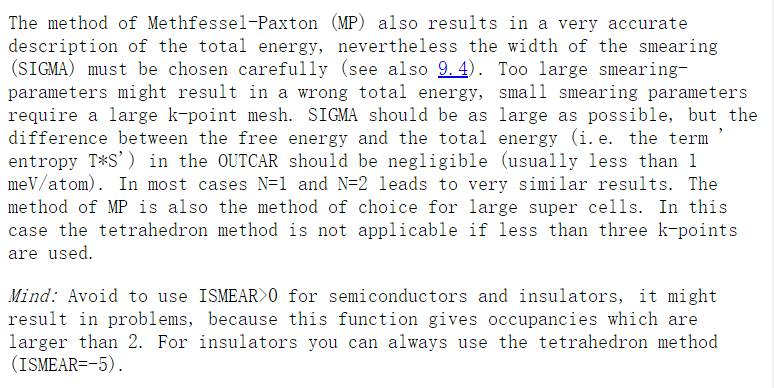 The method of Methfessel-Paxton (MP) also results in a very accurate
description of the total energy, nevertheless the width of the smearing
(SIGMA) must be chosen carefully (see also 9.4). Too large smearing-
parameters might result in a wrong total energy, small smearing parameters
require a large k-point mesh. SIGMA should be as large as possible, but the
difference between the free energy and the total energy (i.e. the term '
entropy T*S') in the OUTCAR should be negligible (usually less than 1
meV/atom). In most cases N=1 and N=2 leads to very similar results. The
method of MP is also the method of choice for large super cells. In this
case the tetrahedron method is not applicable if less than three k-points
are used.
Mind: Avoid to use ISMEAR>0 for semiconductors and insulators, it might
result in problems, because this function gives occupancies which are
larger than 2. For insulators you can always use the tetrahedron method
(ISMEAR=-5).